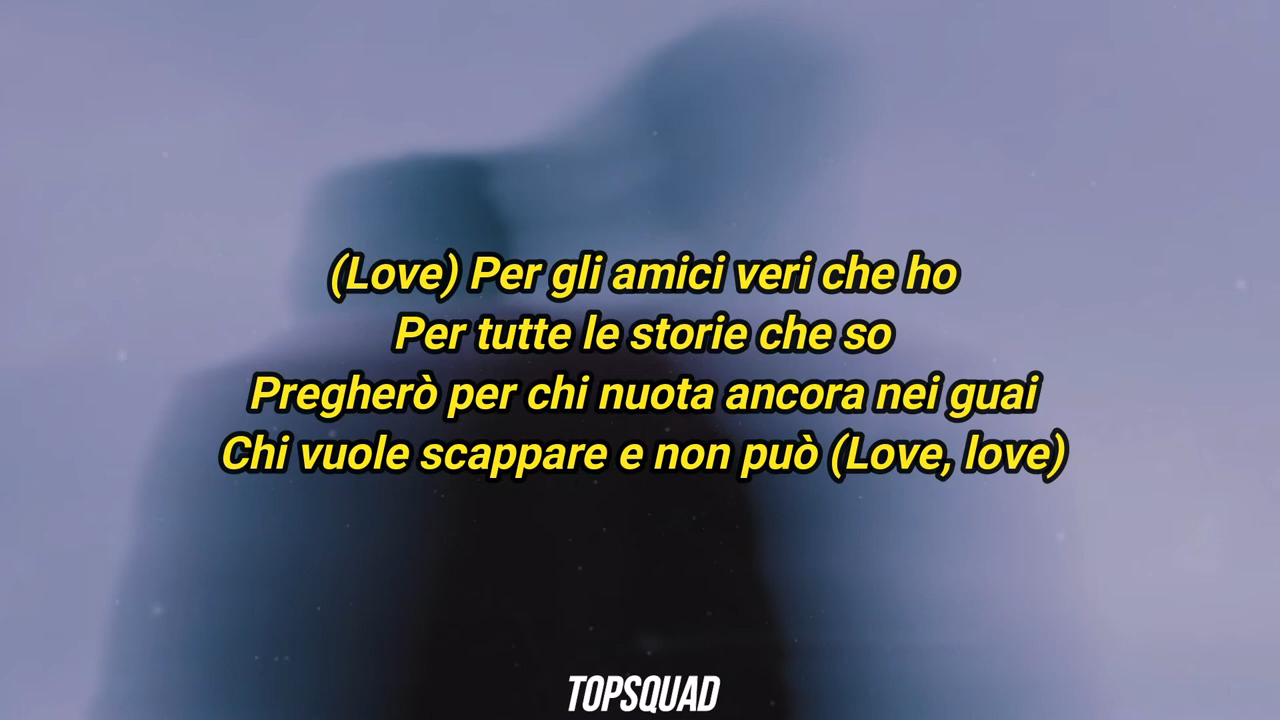 (Love) Per gli amici veri che ho
Per tutte le storie che so
Pregherò per chi nuota ancora nei guai
Chi vuole scappare e non può (Love, love)
TOPSQUAD